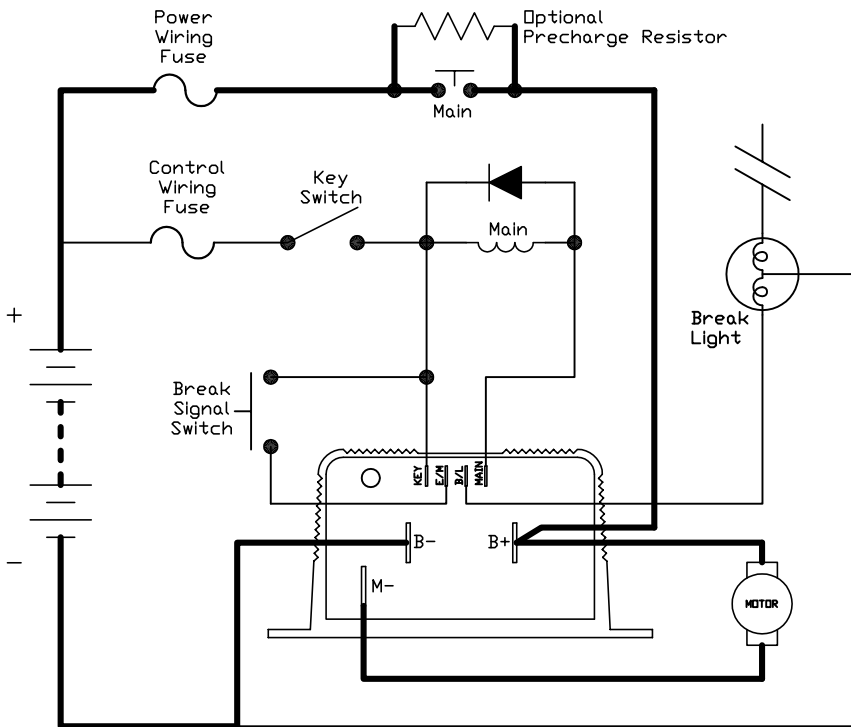 Power
Wiring
Fuse
Optional
Precharge Resistor
Main
Control
Wiring
Fuse
Key
Switch
Main
+
Break
Light
Break
Signal
Switch
KEY
E/M
B/L
MAIN
B-
B+
-
M-
MOTOR